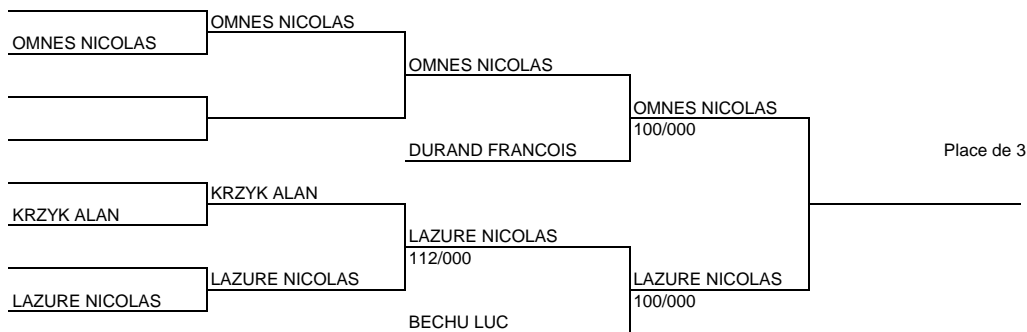 OMNES NICOLAS
OMNES NICOLAS
OMNES NICOLAS
OMNES NICOLAS
100/000
DURAND FRANCOIS
Place de 3
KRZYK ALAN
KRZYK ALAN
LAZURE NICOLAS
112/000
LAZURE NICOLAS
LAZURE NICOLAS
100/000
LAZURE NICOLAS
BECHU LUC